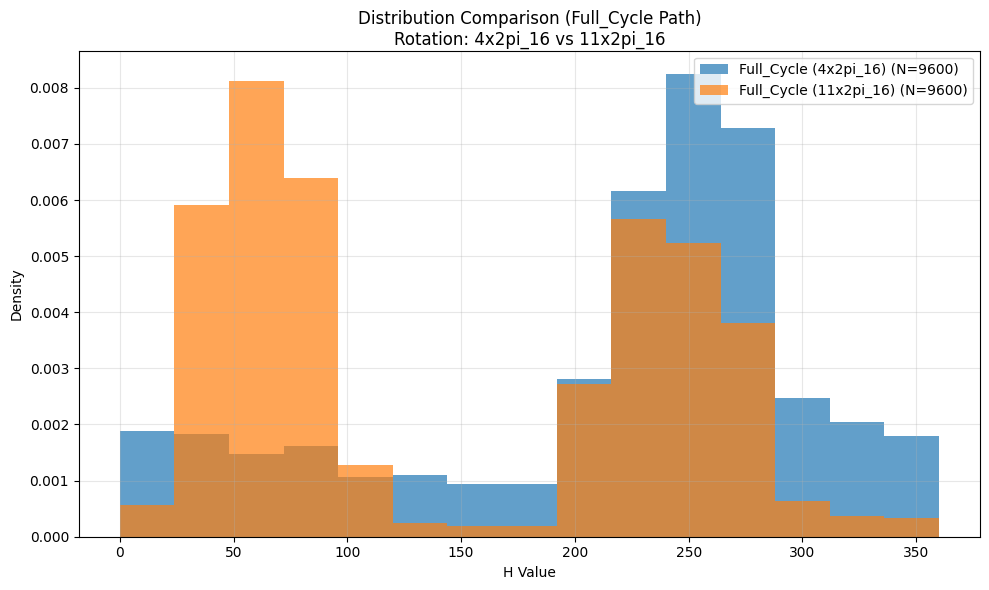 Distribution Comparison (Full_Cycle Path)
Rotation: 4x2pi_16 vs 11x2pi_16
Full_Cycle (4x2pi_16) (N=9600)
Full_Cycle (11x2pi_16) (N=9600)
0.008
0.007
0.006
0.005
0.004
0.003
0.002
0.001
0.000
Density
0 50 100 150 200 250 300 350
H Value